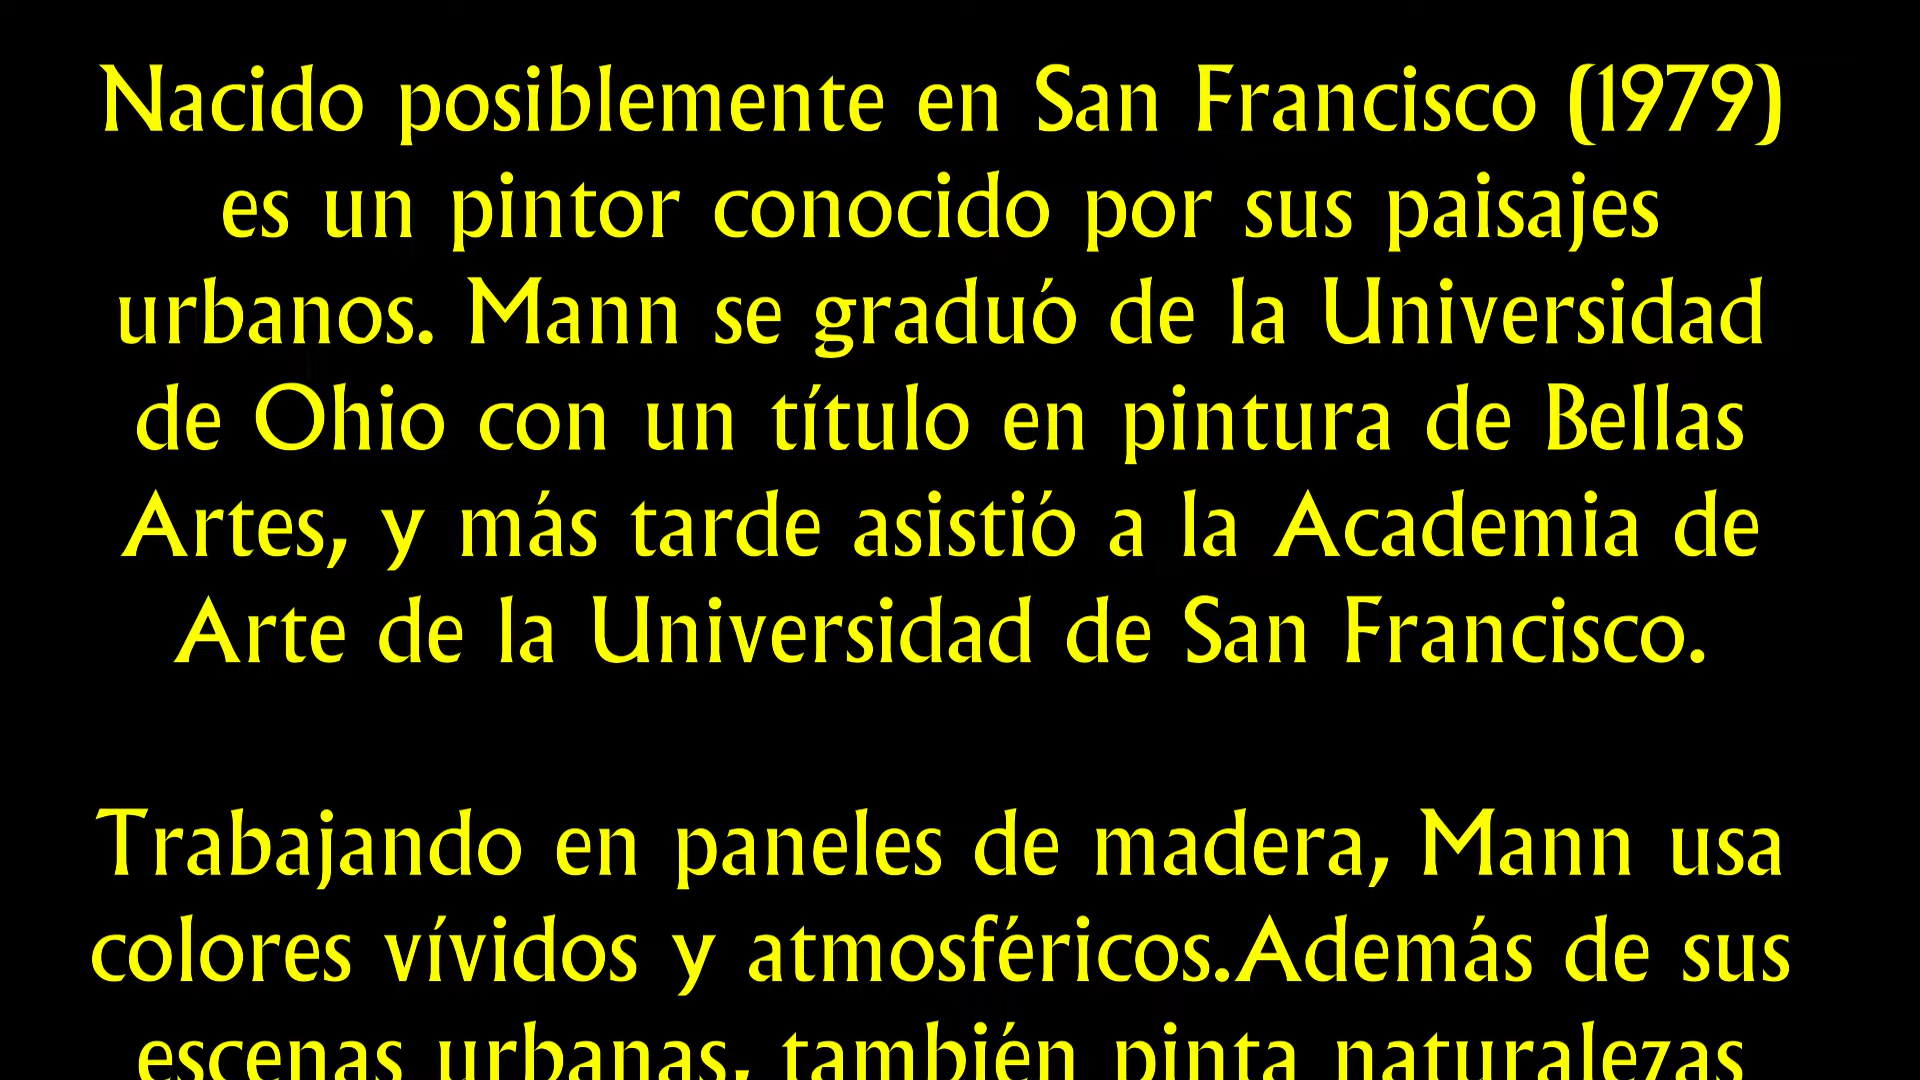 Nacido posiblemente en San Francisco (1979)
es un pintor conocido por sus paisajes
urbanos. Mann se graduó de la Universidad
de Ohio con un título en pintura de Bellas
Artes, y más tarde asistió a la Academia de
Arte de la Universidad de San Francisco.
Trabajando en paneles de madera, Mann usa
colores vívidos y atmosféricos.Además de sus
escenas urbanas, también pinta naturalezas